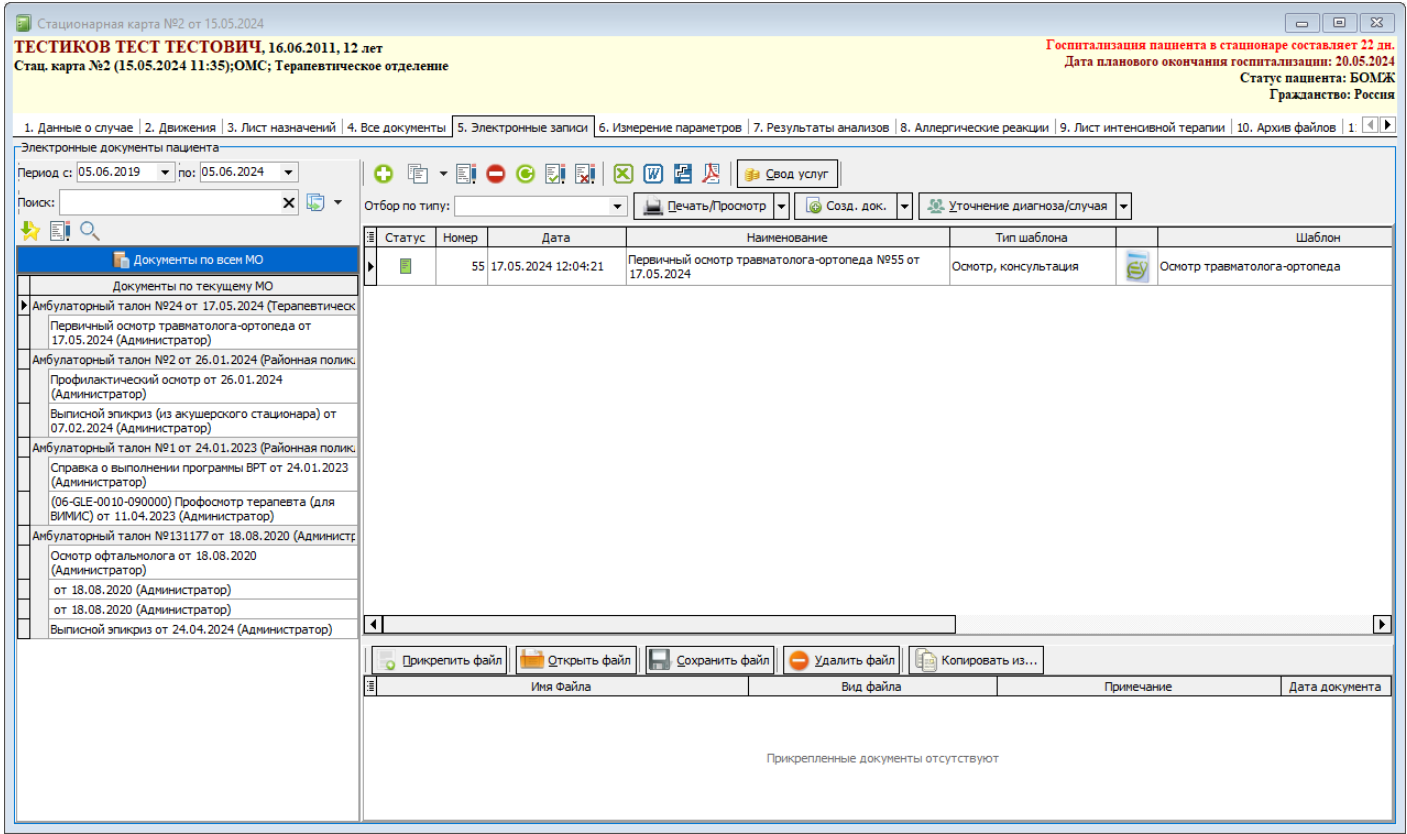 Стационарная карта №2 от 15.05.2024
ТЕСТИКОВ ТЕСТ ТЕСТОВИЧ, 16.06.2011, 12 лет
Стац. карта №2 (15.05.2024 11:35);ОМС; Терапевтическое отделение
Госпитализация пациента в стационаре составляет 22 дн.
Дата планового окончания госпитализации: 20.05.2024
Статус пациента: БОМЖ
Гражданство: Россия
1. Данные о случае 2. Движения 3. Лист назначений 4. Все документы 5. Электронные записи 6. Измерение параметров 7. Результаты анализов 8. Аллергические реакции 9. Лист интенсивной терапии 10. Архив файлов 1
Электронные документы пациента
Период с: 05.06.2019 по: 05.06.2024
Поиск:
Документы по всем МО
Документы по текущему МО
Амбулаторный талон №24 от 17.05.2024 (Терапевтическ
Первичный осмотр травматолога-ортопеда от
17.05.2024 (Администратор)
Амбулаторный талон №2 от 26.01.2024 (Районная полик
Профилактический осмотр от 26.01.2024
(Администратор)
Выписной эпикриз (из акушерского стационара) от
07.02.2024 (Администратор)
Амбулаторный талон №1 от 24.01.2023 (Районная полик
Справка о выполнении программы ВРТ от 24.01.2023
(Администратор)
(06-GLE-0010-090000) Профосмотр терапевта (для
ВИМИС) от 11.04.2023 (Администратор)
Амбулаторный талон №131177 от 18.08.2020 (Администр
Осмотр офтальмолога от 18.08.2020
(Администратор)
от 18.08.2020 (Администратор)
от 18.08.2020 (Администратор)
Выписной эпикриз от 24.04.2024 (Администратор)
Свод услуг
Отбор по типу: Печать/Просмотр Созд. док. Уточнение диагноза/случая
Статус Номер Дата Наименование Тип шаблона Шаблон
55 17.05.2024 12:04:21 Первичный осмотр травматолога-ортопеда №55 от Осмотр, консультация Осмотр травматолога-ортопеда
17.05.2024
Прикрепить файл Открыть файл Сохранить файл Удалить файл Копировать из...
Имя Файла Вид файла Примечание Дата документа
Прикрепленные документы отсутствуют